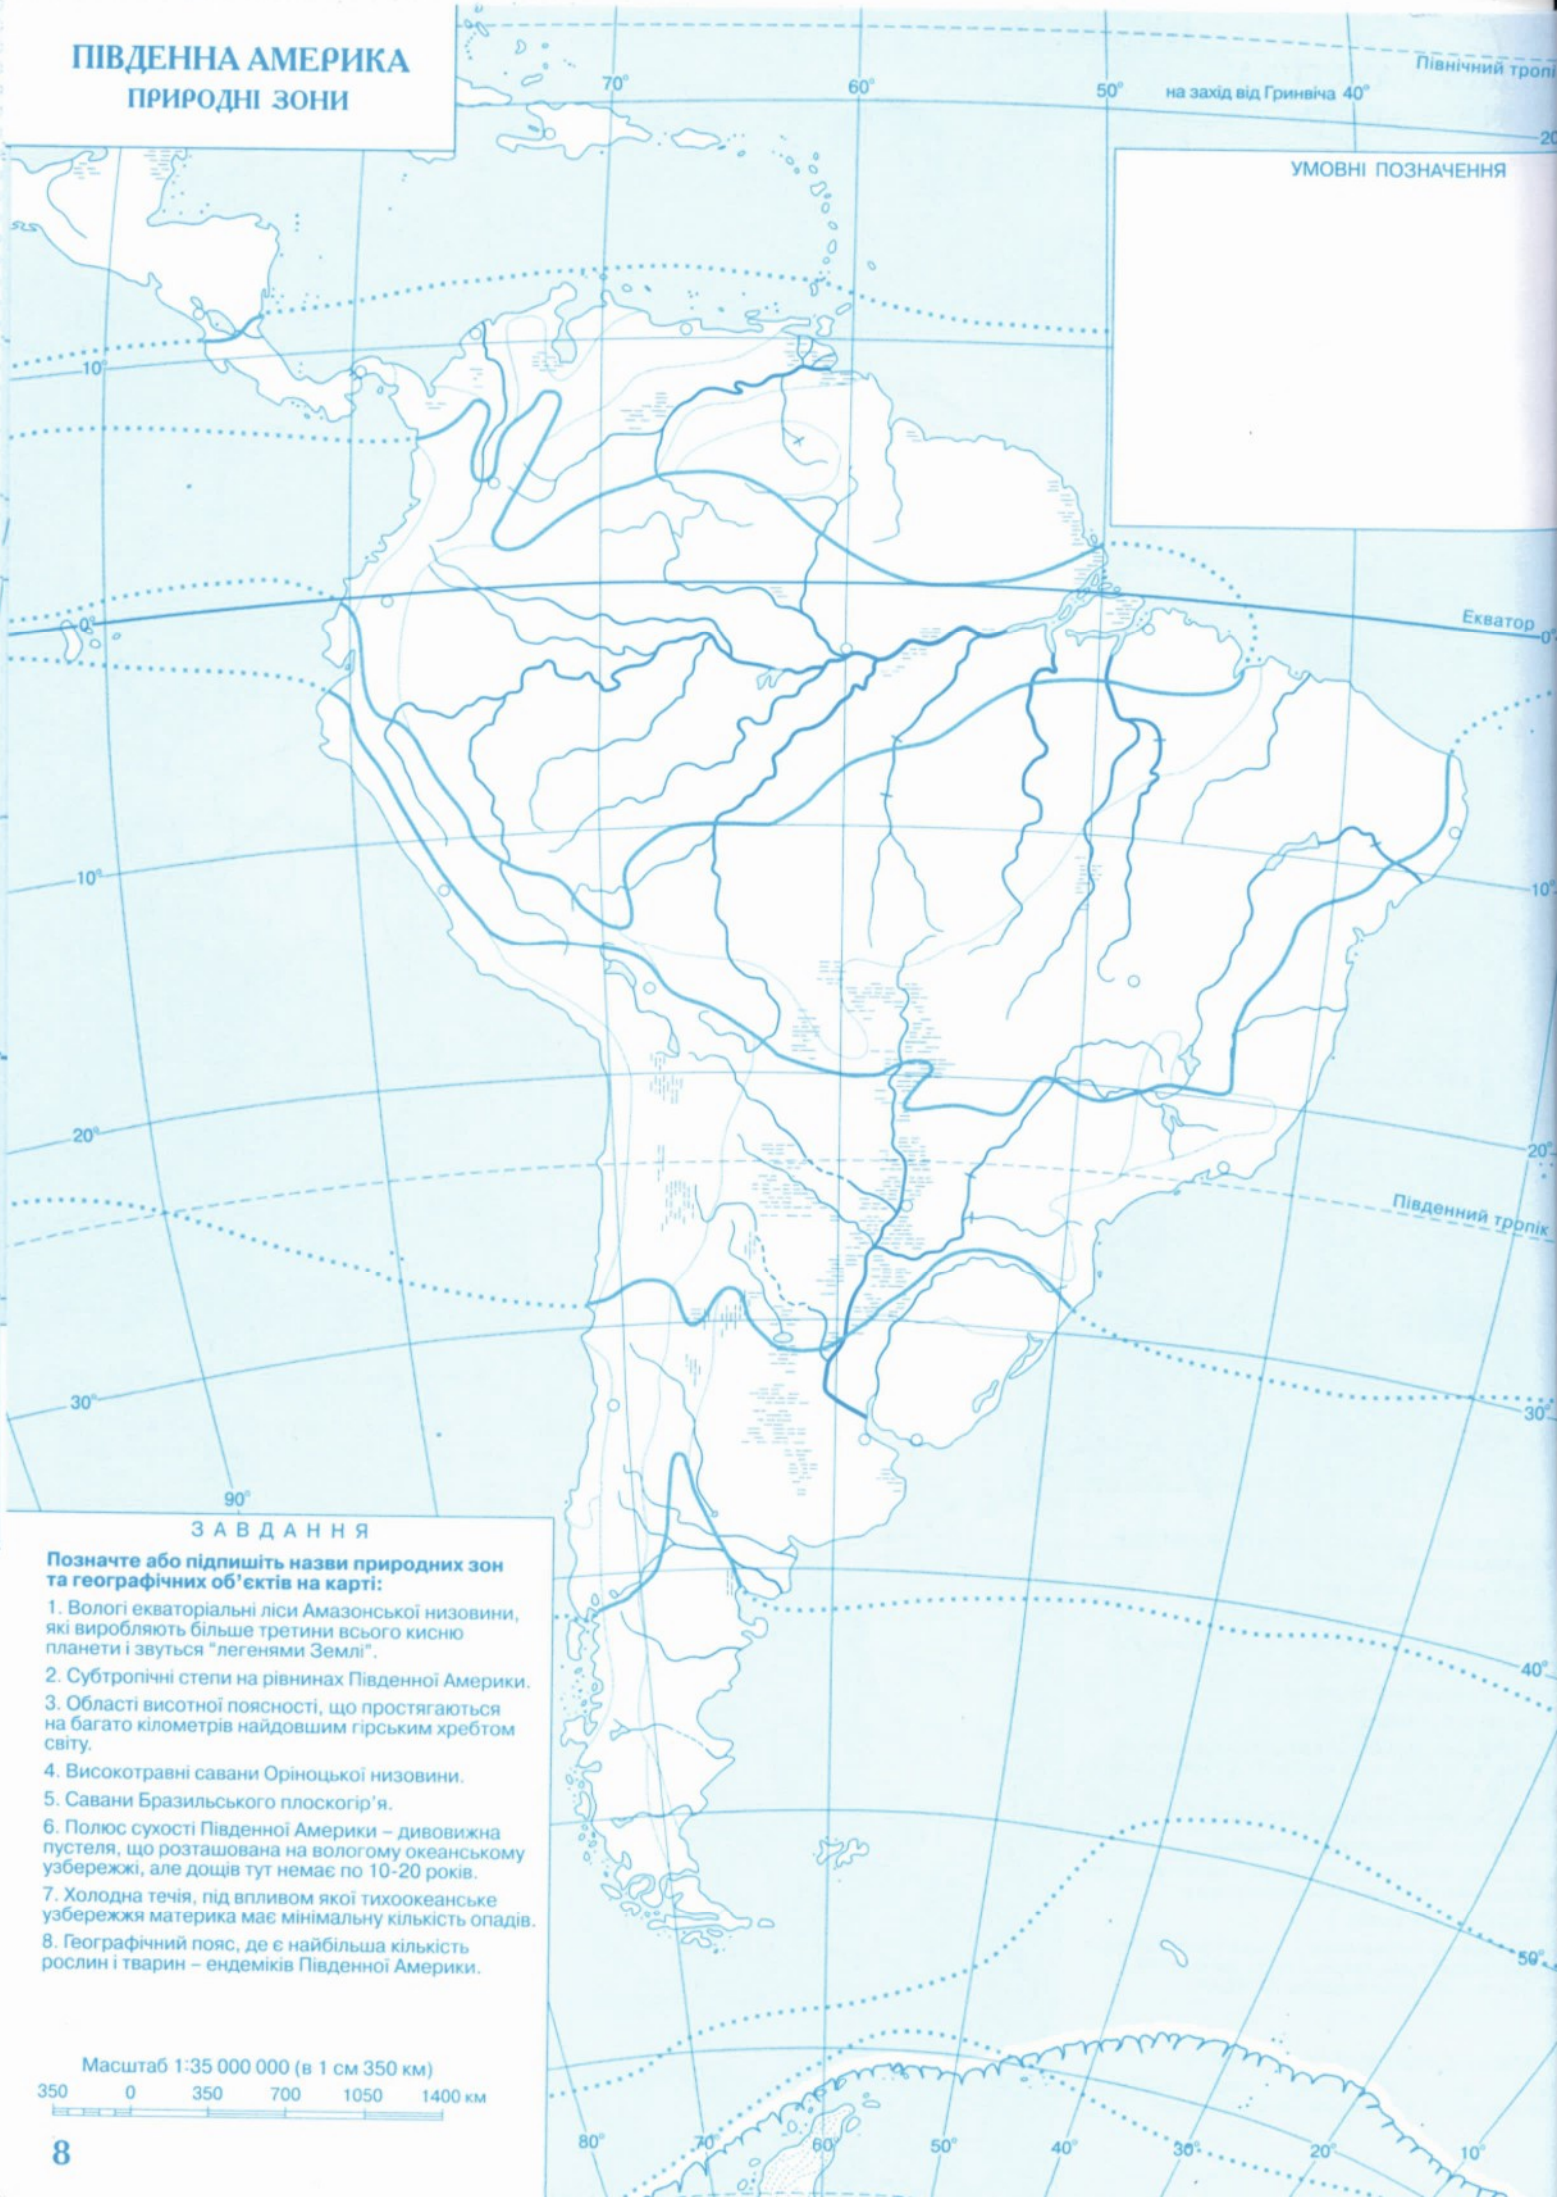 ПІВДЕННА АМЕРИКА
ПРИРОДНІ ЗОНИ
70°
60°
50°
на захід від Гринвіча 40°
Північний тропі
20
УМОВНІ ПОЗНАЧЕННЯ
10°
0°
Екватор
0°
10°
10°
20°
20°
Південний тропік
30°
30°
90°
ЗАВДАННЯ
Позначте або підпишіть назви природних зон
та географічних об’єктів на карті:
1. Вологі екваторіальні ліси Амазонської низовини,
які виробляють більше третини всього кисню
планети і звуться “легенями Землі”.
2. Субтропічні степи на рівнинах Південної Америки.
3. Області висотної поясності, що простягаються
на багато кілометрів найдовшим гірським хребтом
світу.
4. Високотравні савани Оріноцької низовини.
5. Савани Бразильського плоскогір’я.
6. Полюс сухості Південної Америки – дивовижна
пустеля, що розташована на вологому океанському
узбережжі, але дощів тут немає по 10-20 років.
7. Холодна течія, під впливом якої тихоокеанське
узбережжя материка має мінімальну кількість опадів.
8. Географічний пояс, де є найбільша кількість
рослин і тварин – ендеміків Південної Америки.
40°
50°
Масштаб 1:35 000 000 (в 1 см 350 км)
350 0 350 700 1050 1400 км
80° 70° 60° 50° 40° 30° 20° 10°
8